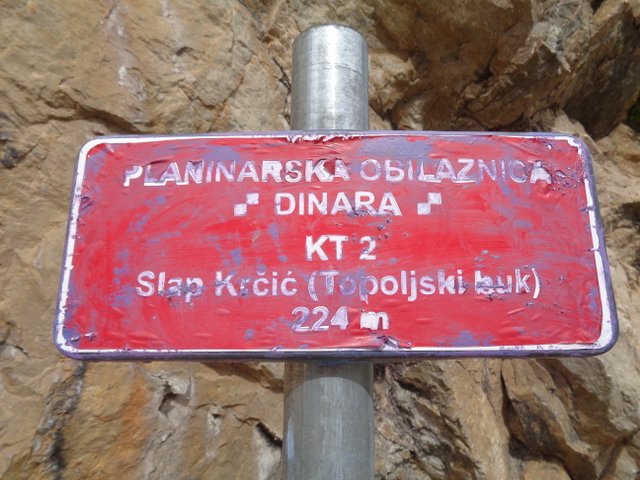 PLANINARSKA OBILAZNICA
DINARA
KT 2
Slap Krčić (Topoljski buk)
224 m